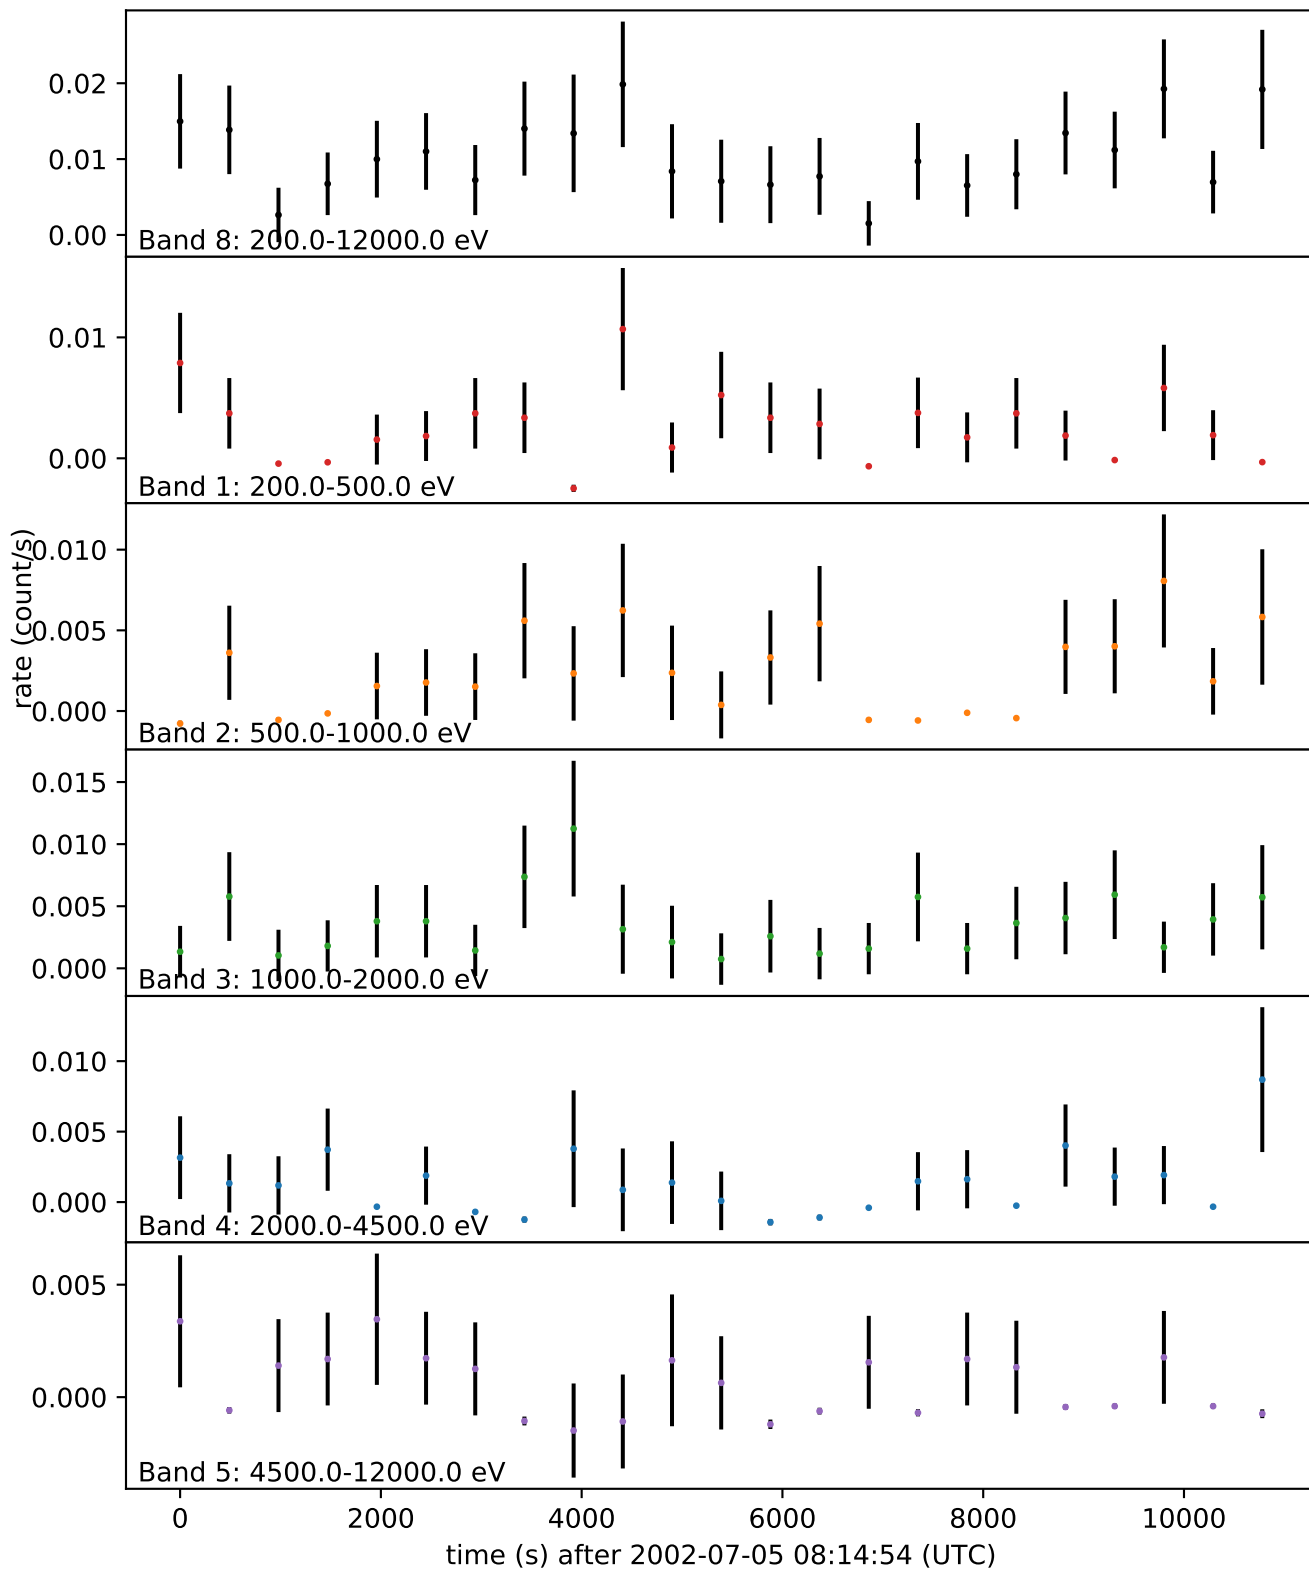 0.02
0.01
0.00
Band 8: 200.0-12000.0 eV
0.01
0.00
Band 1: 200.0-500.0 eV
rate (count/s)
0.010
0.005
0.000
Band 2: 500.0-1000.0 eV
0.015
0.010
0.005
0.000
Band 3: 1000.0-2000.0 eV
0.010
0.005
0.000
Band 4: 2000.0-4500.0 eV
0.005
0.000
Band 5: 4500.0-12000.0 eV
0 2000 4000 6000 8000 10000
time (s) after 2002-07-05 08:14:54 (UTC)